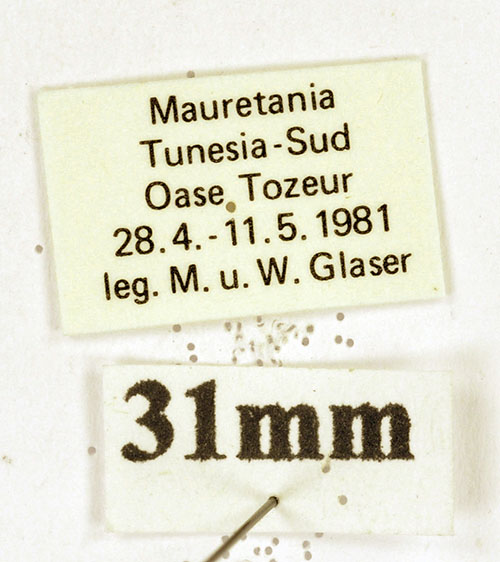 Mauretania
Tunesia-Sud
Oase Tozeur
28.4.-11.5.1981
leg. M. u. W. Glaser
31mm